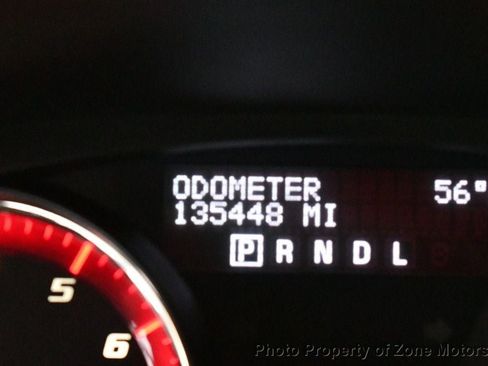 ODOMETER 56°
135448 MI
P R N D L
5
6
Photo Property of Zone Motors